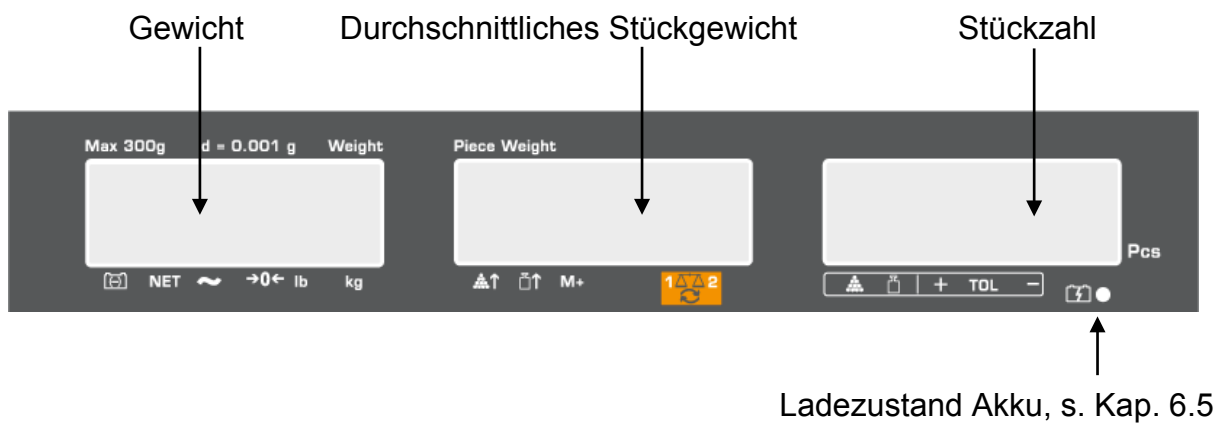 Gewicht Durchschnittliches Stückgewicht Stückzahl
Max 300g d = 0.001 g Weight Piece Weight
Pcs
NET ~ →0← lb kg ↑ ↑ M+ 1 2 + TOL −
Ladezustand Akku, s. Kap. 6.5